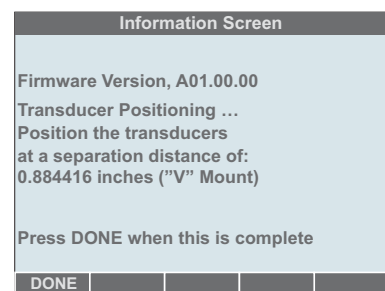 Information Screen
Firmware Version, A01.00.00
Transducer Positioning ...
Position the transducers
at a separation distance of:
0.884416 inches ("V" Mount)
Press DONE when this is complete
DONE